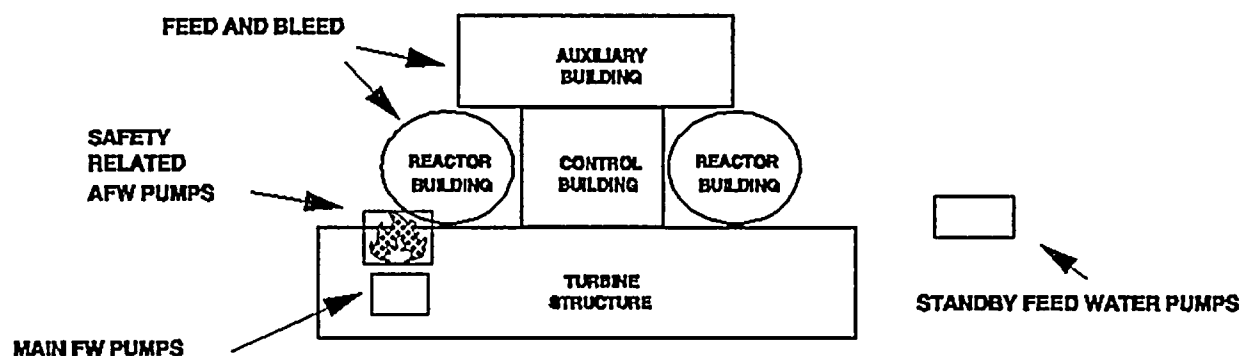 FEED AND BLEED
AUXILIARY
BUILDING
SAFETY
RELATED
AFW PUMPS
REACTOR
BUILDING
CONTROL
BUILDING
REACTOR
BUILDING
TURBINE
STRUCTURE
STANDBY FEED WATER PUMPS
MAIN FW PUMPS